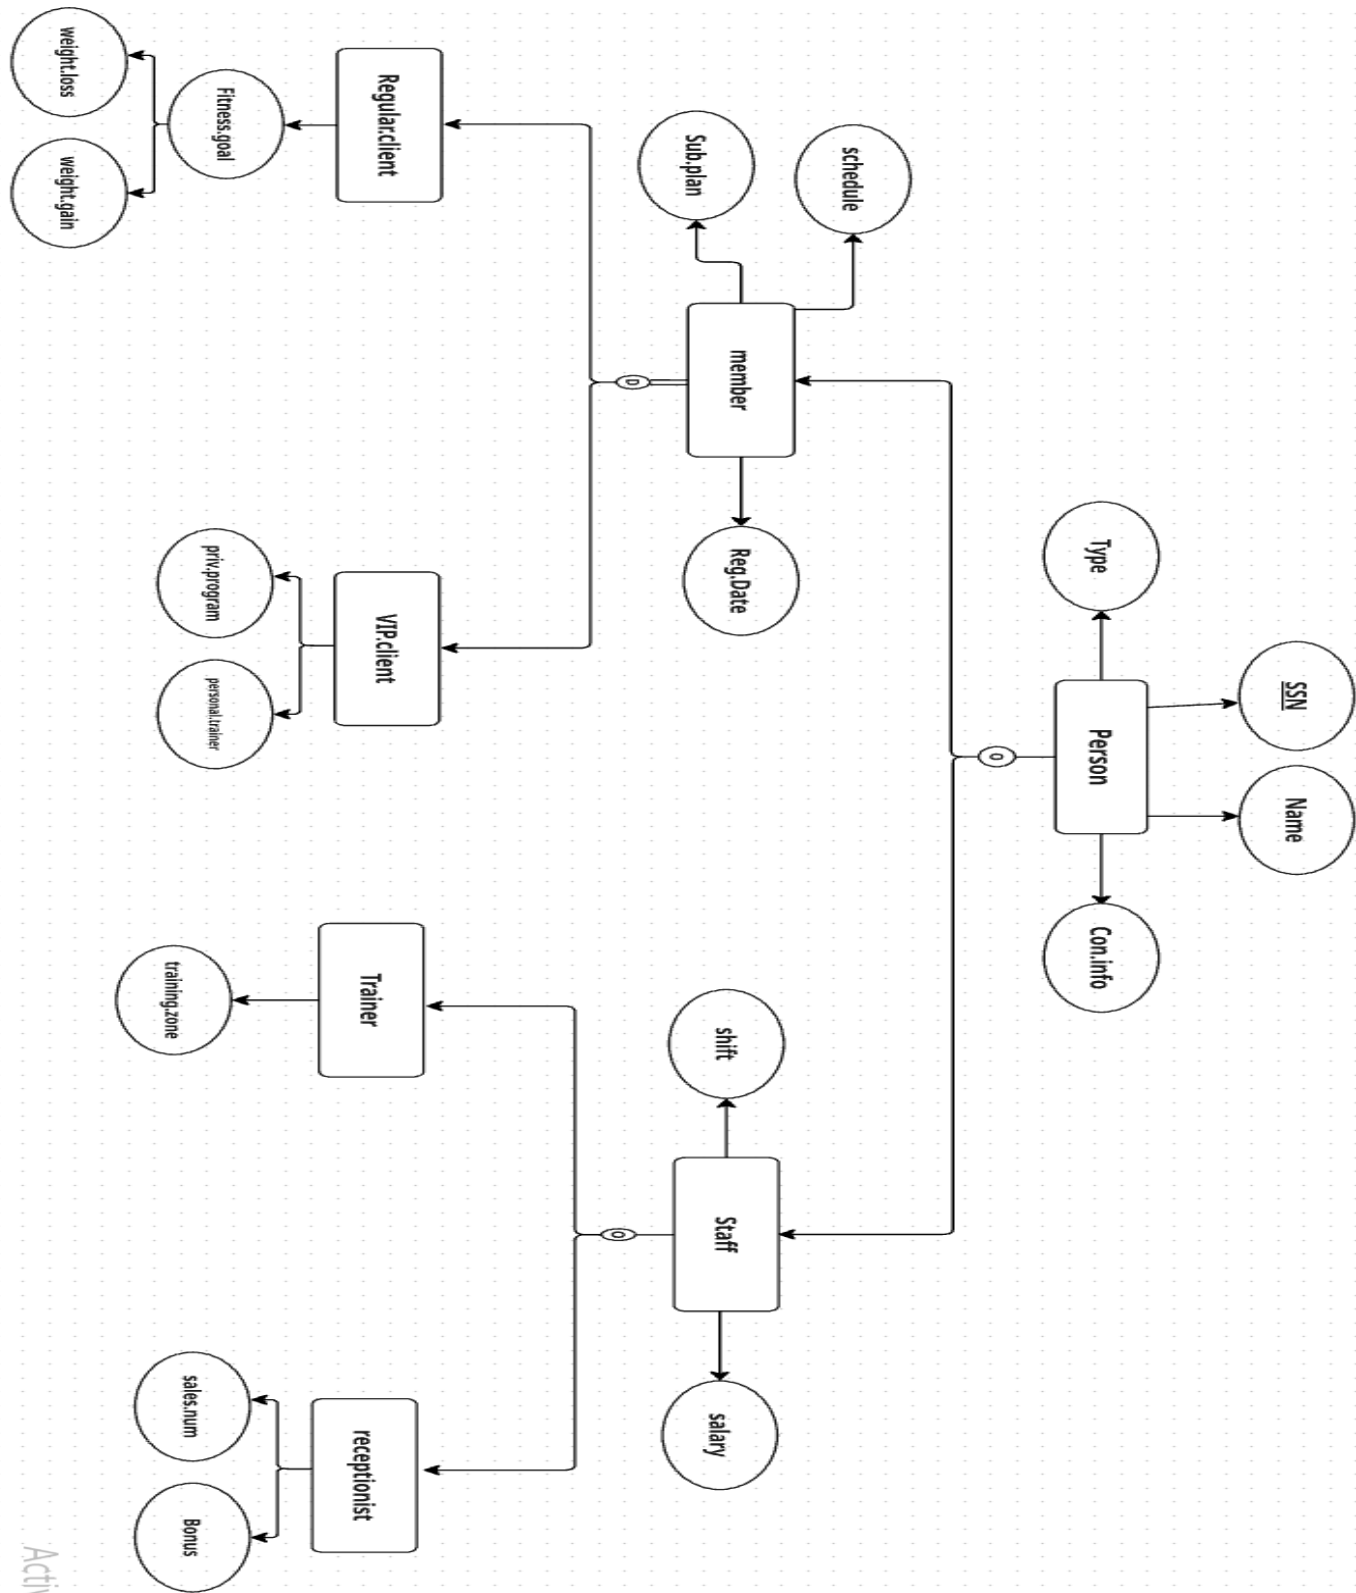 SSN
Name
Type
Person
Con.info
O
schedule
Sub.plan
member
Reg.Date
shift
Staff
salary
D
O
Regular.client
VIP.client
Trainer
receptionist
Fitness.goal
weight.loss
weight.gain
priv.program
personal.trainer
training.zone
sales.num
Bonus
Activ